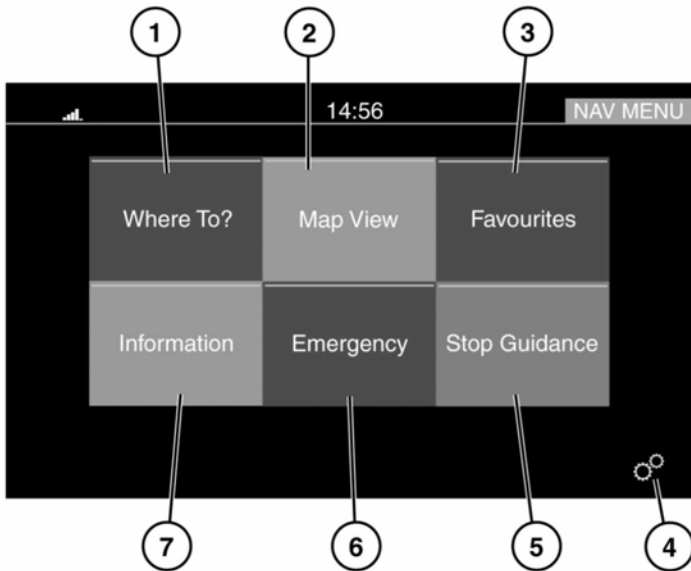 1 2 3
14:56 NAV MENU
Where To? Map View Favourites
Information Emergency Stop Guidance
7 6 5 4